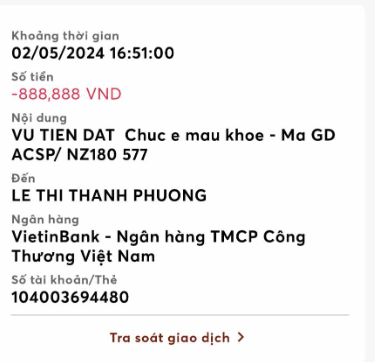 Khoảng thời gian
02/05/2024 16:51:00
Số tiền
-888,888 VND
Nội dung
VU TIEN DAT Chuc e mau khoe - Ma GD
ACSP/ NZ180 577
Đến
LE THI THANH PHUONG
Ngân hàng
VietinBank - Ngân hàng TMCP Công
Thương Việt Nam
Số tài khoản/Thẻ
104003694480
Tra soát giao dịch >